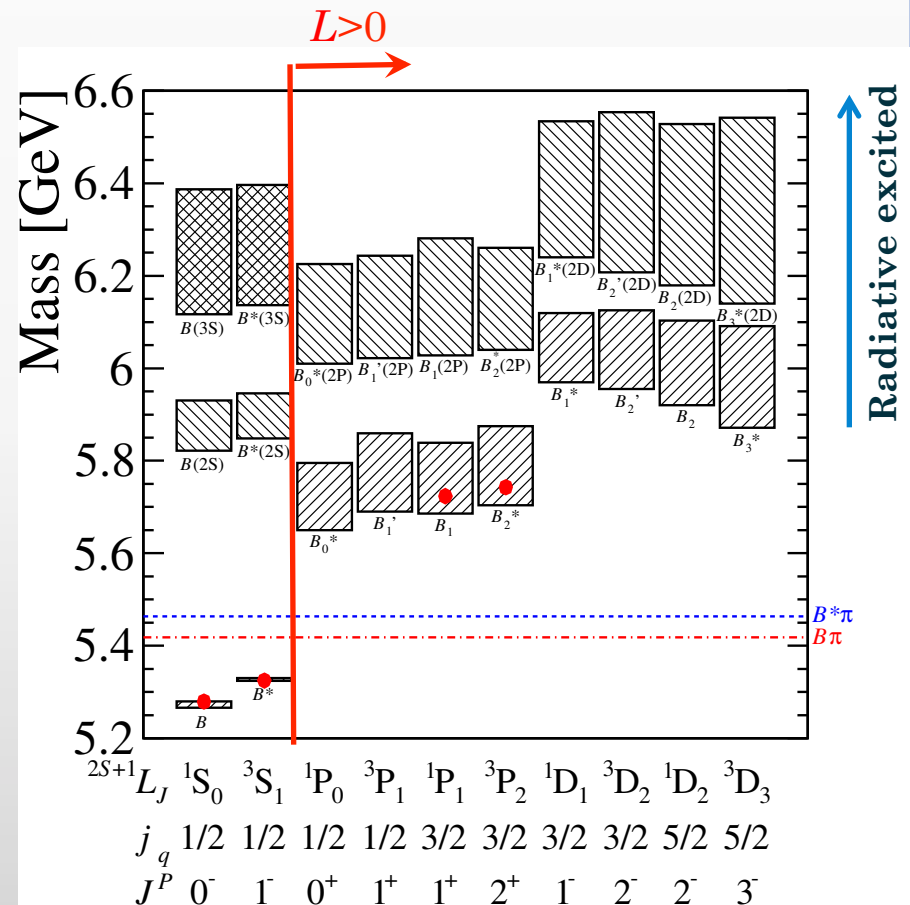 L>0
Mass [GeV]
Radiative excited
6.6
6.4
6.2
6
5.8
5.6
5.4
5.2
B(3S)
B*(3S)
B(2S)
B*(2S)
B
B*
B₀*(2P)
B₁'(2P)
B₁(2P)
B₂*(2P)
B₀*
B₁'
B₁
B₂*
B₁*(2D)
B₂'(2D)
B₂(2D)
B₃*(2D)
B₁*
B₂'
B₂
B₃*
B*π
Bπ
²ˢ⁺¹L_J ¹S₀ ³S₁ ¹P₀ ³P₁ ¹P₁ ³P₂ ¹D₁ ³D₂ ¹D₂ ³D₃
j_q 1/2 1/2 1/2 1/2 3/2 3/2 3/2 3/2 5/2 5/2
J^P 0⁻ 1⁻ 0⁺ 1⁺ 1⁺ 2⁺ 1⁻ 2⁻ 2⁻ 3⁻